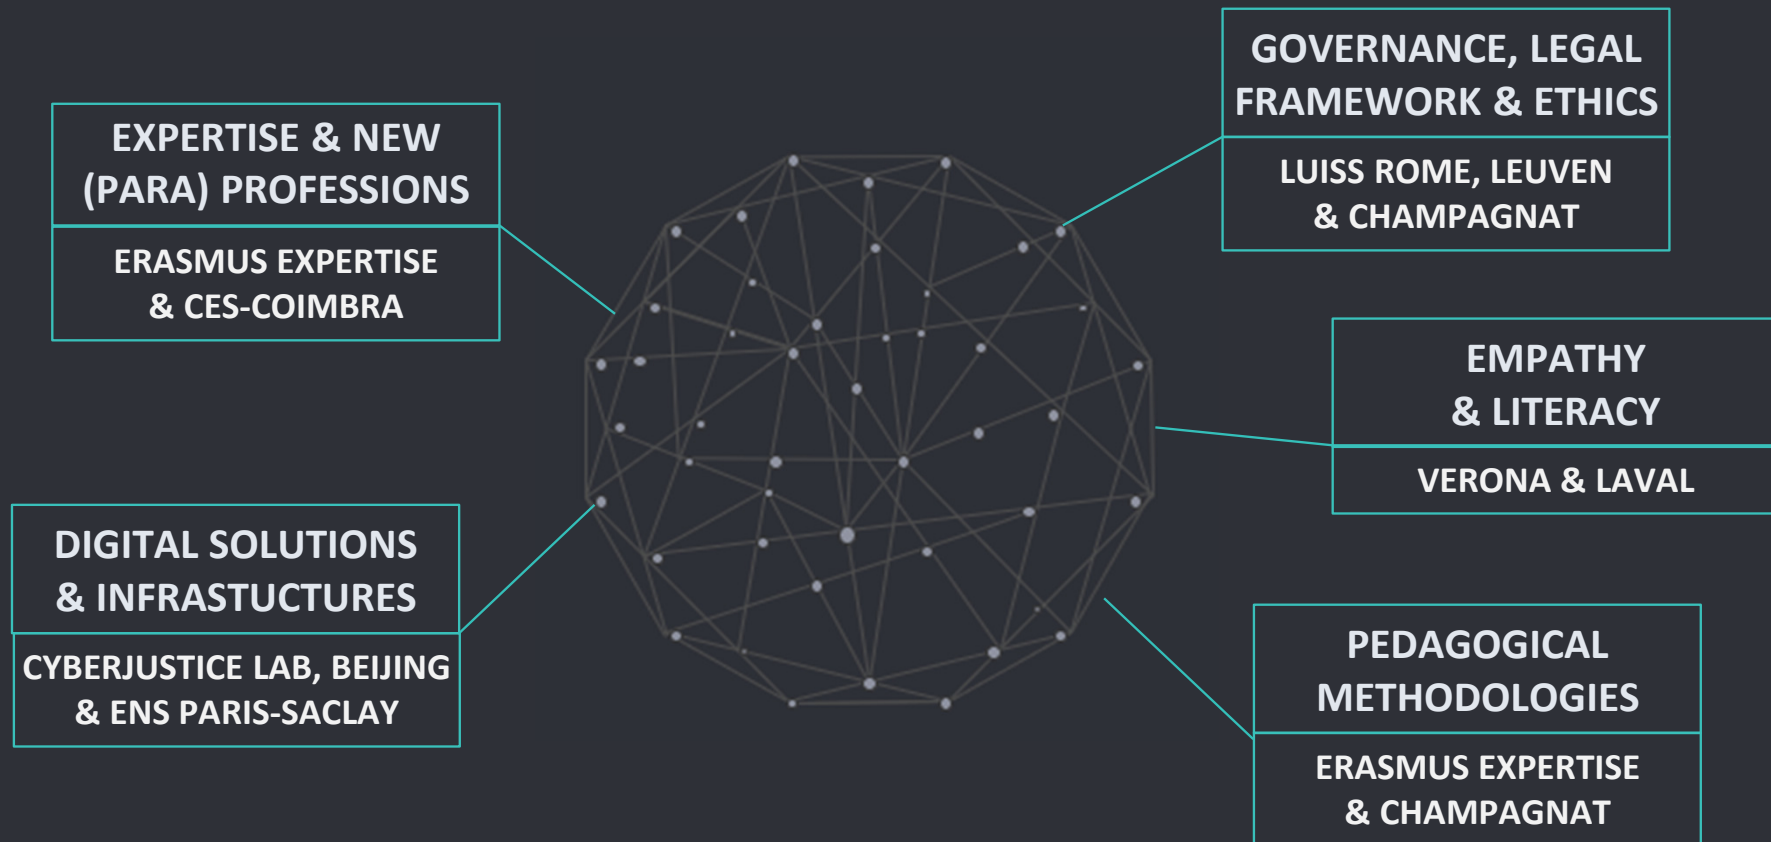 EXPERTISE & NEW
(PARA) PROFESSIONS
ERASMUS EXPERTISE
& CES-COIMBRA
GOVERNANCE, LEGAL
FRAMEWORK & ETHICS
LUISS ROME, LEUVEN
& CHAMPAGNAT
EMPATHY
& LITERACY
VERONA & LAVAL
DIGITAL SOLUTIONS
& INFRASTUCTURES
CYBERJUSTICE LAB, BEIJING
& ENS PARIS-SACLAY
PEDAGOGICAL
METHODOLOGIES
ERASMUS EXPERTISE
& CHAMPAGNAT